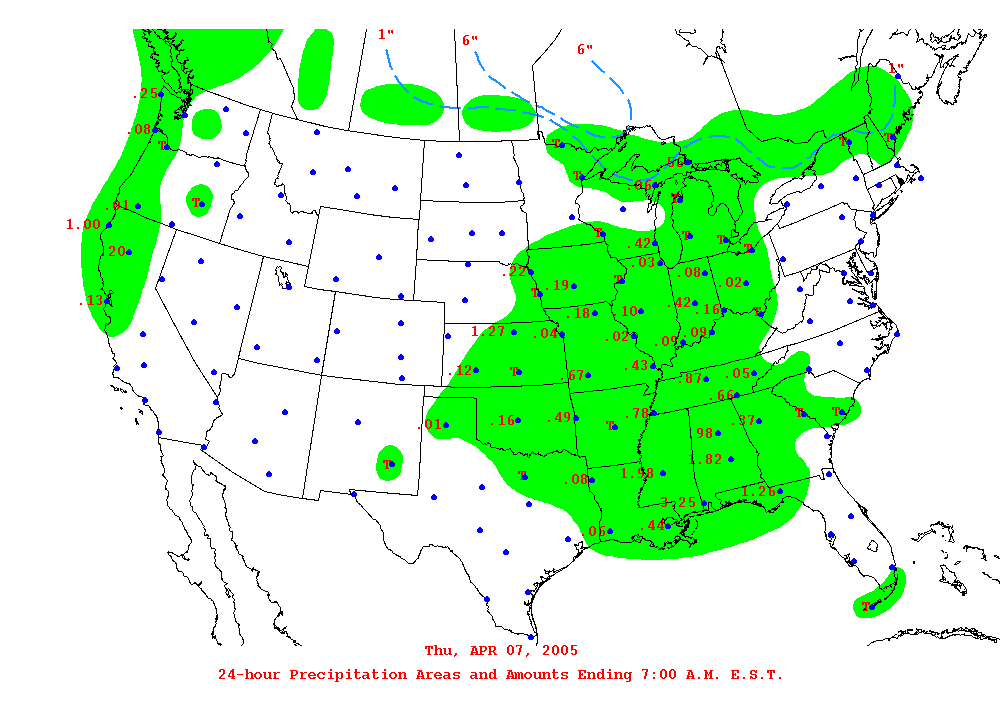 1"
6"
6"
1"
.25
.08
T
T
T
T
.50
.06
T
T
.01
T
1.00
.20
.42
T
T
T
T
.03
.22
.08
.19
T
.02
T
.13
.42
.16
.18
.10
T
1.27
.04
.02
.09
.09
.12
T
.67
.43
.87
.05
.66
.01
.16
.49
T
.78
.37
T
T
.98
1.82
T
T
.08
1.98
1.26
3.25
.06
.44
T
Thu, APR 07, 2005
24-hour Precipitation Areas and Amounts Ending 7:00 A.M. E.S.T.